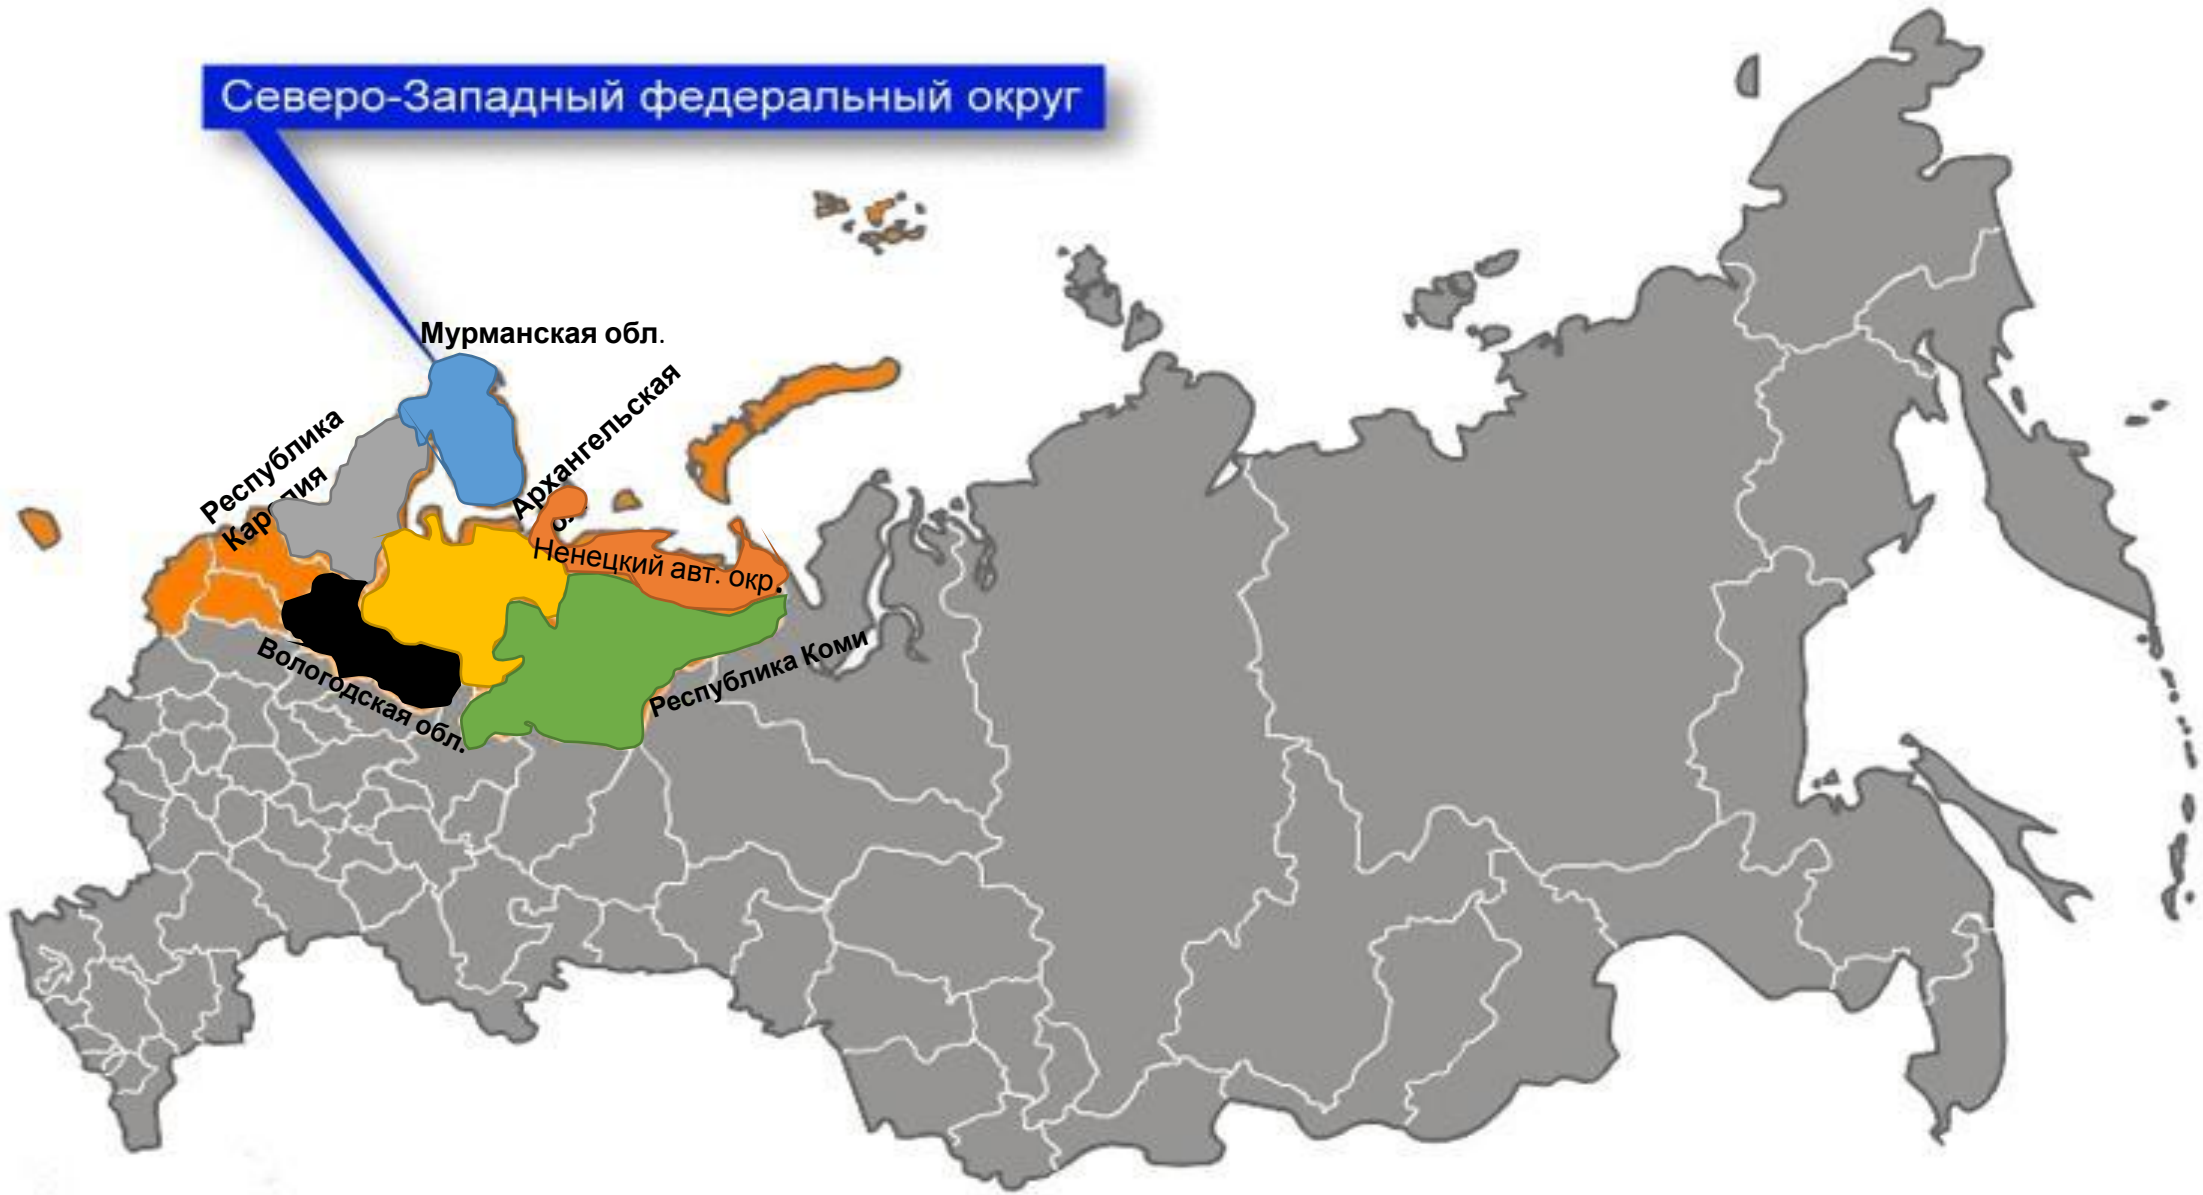 Северо-Западный федеральный округ
Мурманская обл.
Архангельская
Республика
Ненецкий авт. окр.
Республика Коми
Вологодская обл.